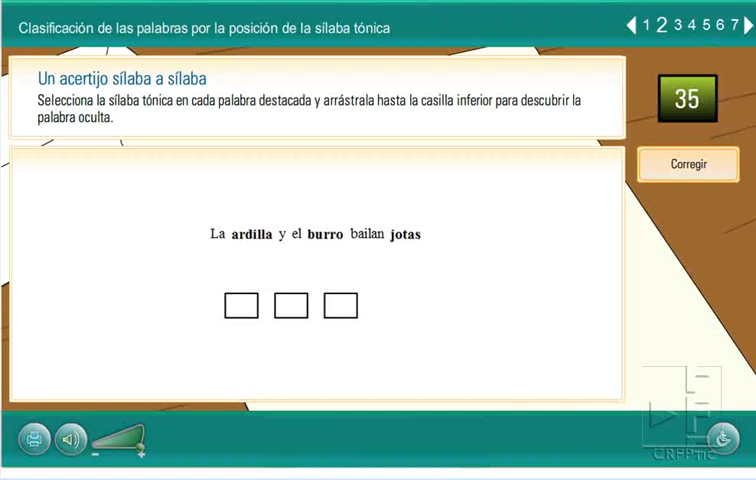 Clasificación de las palabras por la posición de la sílaba tónica
1 2 3 4 5 6 7
Un acertijo sílaba a sílaba
Selecciona la sílaba tónica en cada palabra destacada y arrástrala hasta la casilla inferior para descubrir la
palabra oculta.
35
Corregir
La ardilla y el burro bailan jotas
CRFPTIC